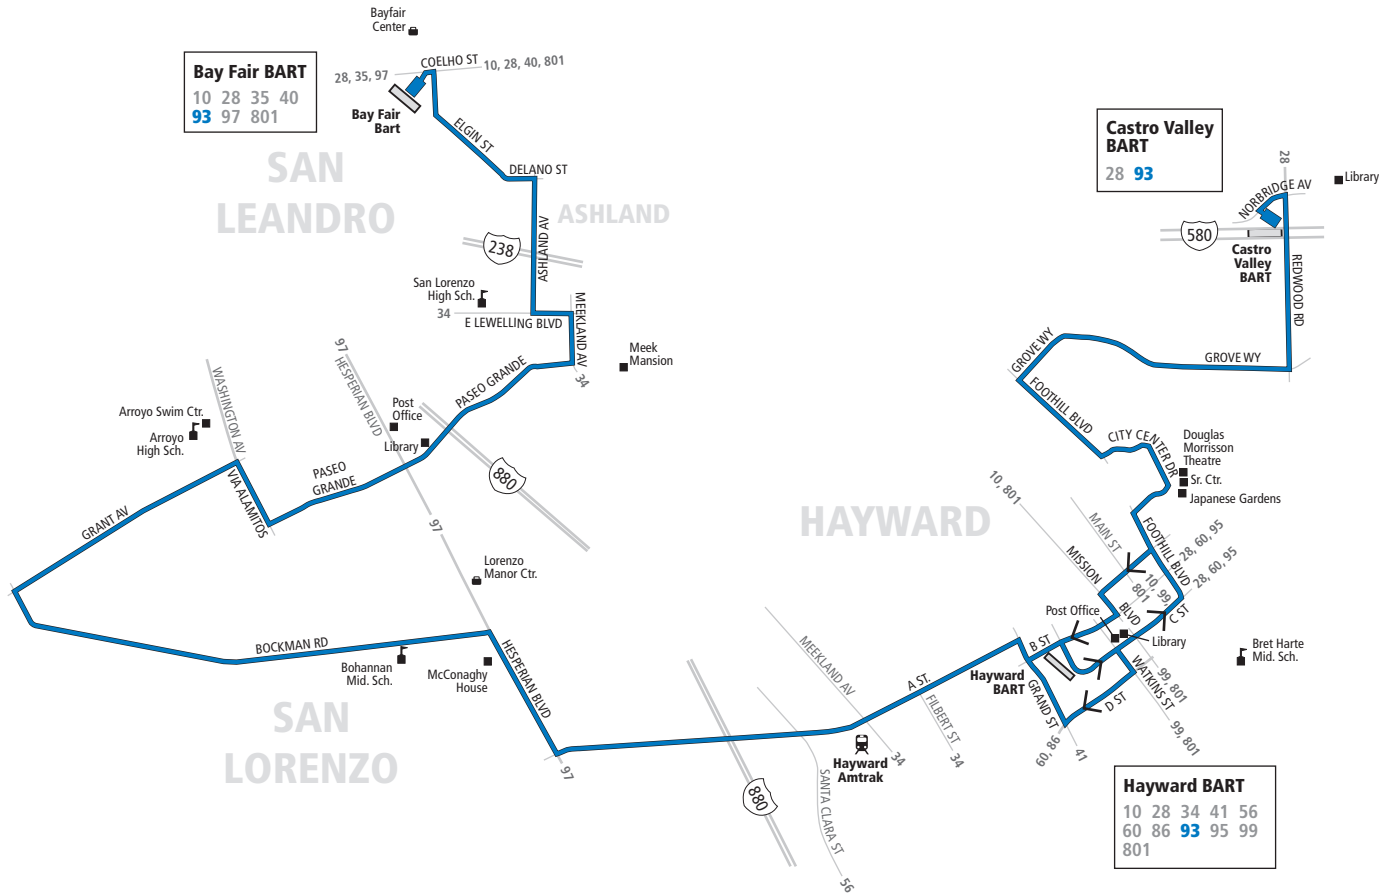 Bayfair
Center
COELHO ST
10, 28, 40, 801
28, 35, 97
Bay Fair BART
10 28 35 40
93 97 801
Bay Fair
Bart
ELGIN ST
DELANO ST
SAN
LEANDRO
ASHLAND
ASHLAND AV
238
San Lorenzo
High Sch.
34
E LEWELLING BLVD
MEEKLAND AV
34
Meek
Mansion
97
HESPERIAN BLVD
PASEO GRANDE
WASHINGTON AV
Post
Office
Library
Arroyo Swim Ctr.
Arroyo
High Sch.
PASEO
GRANDE
880
VIA ALAMITOS
GRANT AV
97
Lorenzo
Manor Ctr.
BOCKMAN RD
Bohannan
Mid. Sch.
McConaghy
House
HESPERIAN BLVD
97
SAN
LORENZO
Castro Valley
BART
28 93
28
NORBRIDGE AV
Library
580
Castro
Valley
BART
REDWOOD RD
GROVE WY
GROVE WY
FOOTHILL BLVD
CITY CENTER DR
Douglas
Morrisson
Theatre
Sr. Ctr.
Japanese Gardens
HAYWARD
10, 801
MAIN ST
MISSION
BLVD
FOOTHILL BLVD
28, 60, 95
28, 60, 95
10, 99,
801
C ST
Post Office
Library
B ST
Bret Harte
Mid. Sch.
Hayward
BART
WATKINS ST
99, 801
99, 801
D ST
GRAND ST
60, 86
41
A ST.
FILBERT ST
34
MEEKLAND AV
34
Hayward
Amtrak
880
SANTA CLARA ST
56
Hayward BART
10 28 34 41 56
60 86 93 95 99
801